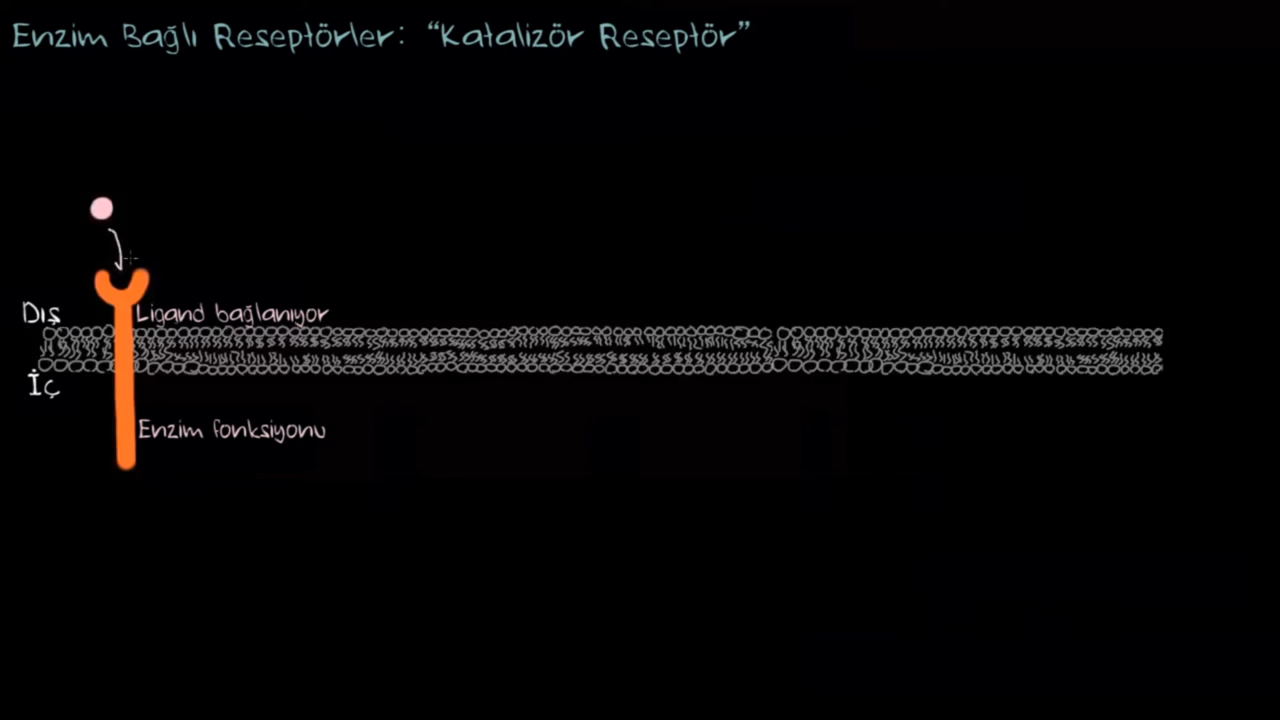 Enzim Bağlı Reseptörler: “Katalizör Reseptör”
Dış
Ligand bağlanıyor
İç
Enzim fonksiyonu